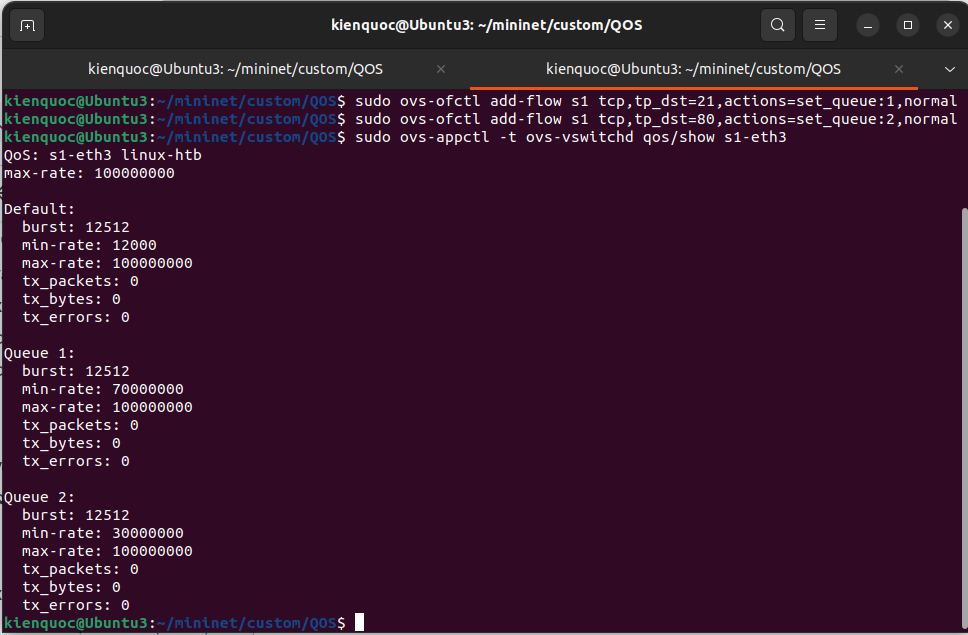 kienquoc@Ubuntu3: ~/mininet/custom/QOS
kienquoc@Ubuntu3: ~/mininet/custom/QOS
kienquoc@Ubuntu3: ~/mininet/custom/QOS
kienquoc@Ubuntu3:~/mininet/custom/QOS$ sudo ovs-ofctl add-flow s1 tcp,tp_dst=21,actions=set_queue:1,normal
kienquoc@Ubuntu3:~/mininet/custom/QOS$ sudo ovs-ofctl add-flow s1 tcp,tp_dst=80,actions=set_queue:2,normal
kienquoc@Ubuntu3:~/mininet/custom/QOS$ sudo ovs-appctl -t ovs-vswitchd qos/show s1-eth3
QoS: s1-eth3 linux-htb
max-rate: 100000000

Default:
  burst: 12512
  min-rate: 12000
  max-rate: 100000000
  tx_packets: 0
  tx_bytes: 0
  tx_errors: 0

Queue 1:
  burst: 12512
  min-rate: 70000000
  max-rate: 100000000
  tx_packets: 0
  tx_bytes: 0
  tx_errors: 0

Queue 2:
  burst: 12512
  min-rate: 30000000
  max-rate: 100000000
  tx_packets: 0
  tx_bytes: 0
  tx_errors: 0
kienquoc@Ubuntu3:~/mininet/custom/QOS$